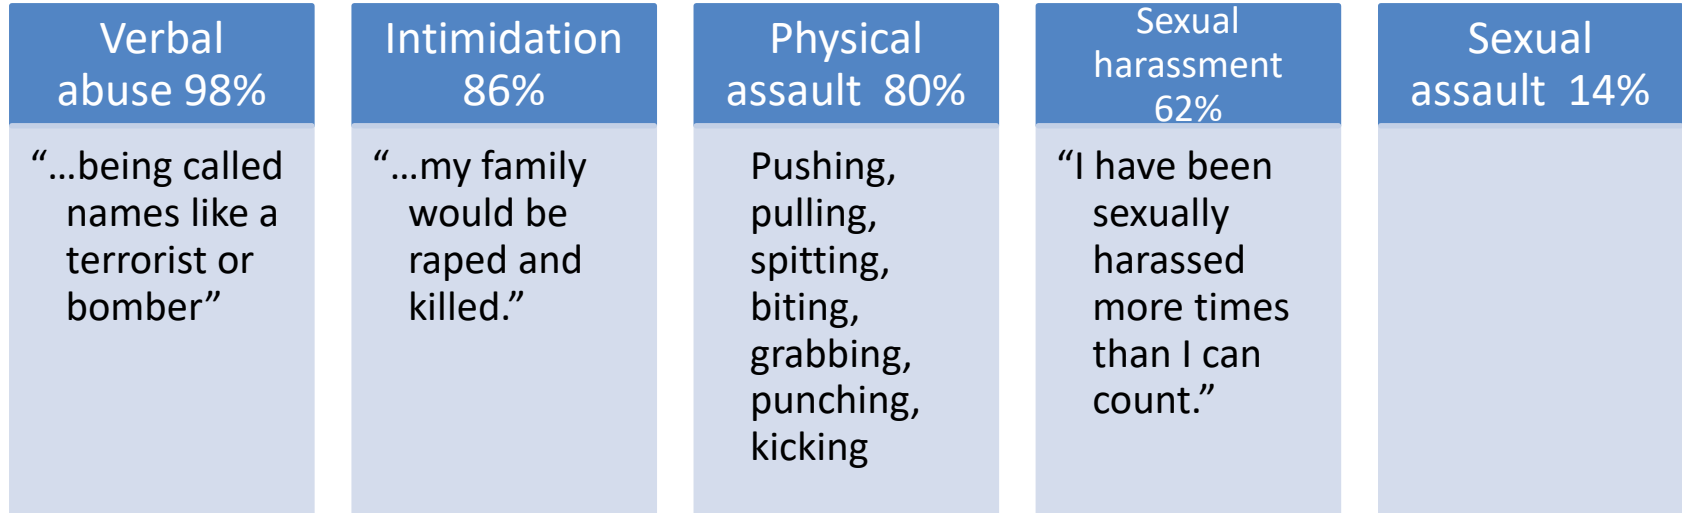 Verbal
abuse 98%
“…being called
names like a
terrorist or
bomber”
Intimidation
86%
“…my family
would be
raped and
killed.”
Physical
assault 80%
Pushing,
pulling,
spitting,
biting,
grabbing,
punching,
kicking
Sexual
harassment
62%
“I have been
sexually
harassed
more times
than I can
count.”
Sexual
assault 14%